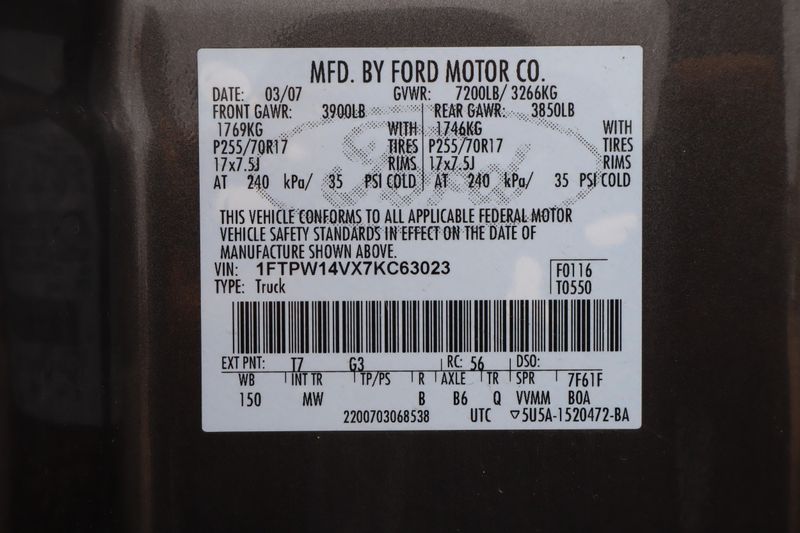 MFD. BY FORD MOTOR CO.
DATE: 03/07 GVWR: 7200LB/ 3266KG
FRONT GAWR: 3900LB REAR GAWR: 3850LB
1769KG WITH 1746KG WITH
P255/70R17 TIRES P255/70R17 TIRES
17x7.5J RIMS 17x7.5J RIMS
AT 240 kPa/ 35 PSI COLD AT 240 kPa/ 35 PSI COLD
Ford
THIS VEHICLE CONFORMS TO ALL APPLICABLE FEDERAL MOTOR
VEHICLE SAFETY STANDARDS IN EFFECT ON THE DATE OF
MANUFACTURE SHOWN ABOVE.
VIN: 1FTPW14VX7KC63023 F0116
TYPE: Truck T0550
EXT PNT: T7 G3 RC: 56 DSO:
WB INT TR TP/PS R AXLE TR SPR 7F61F
150 MW B B6 Q VVMM BOA
2200703068538 UTC ▽5U5A-1520472-BA